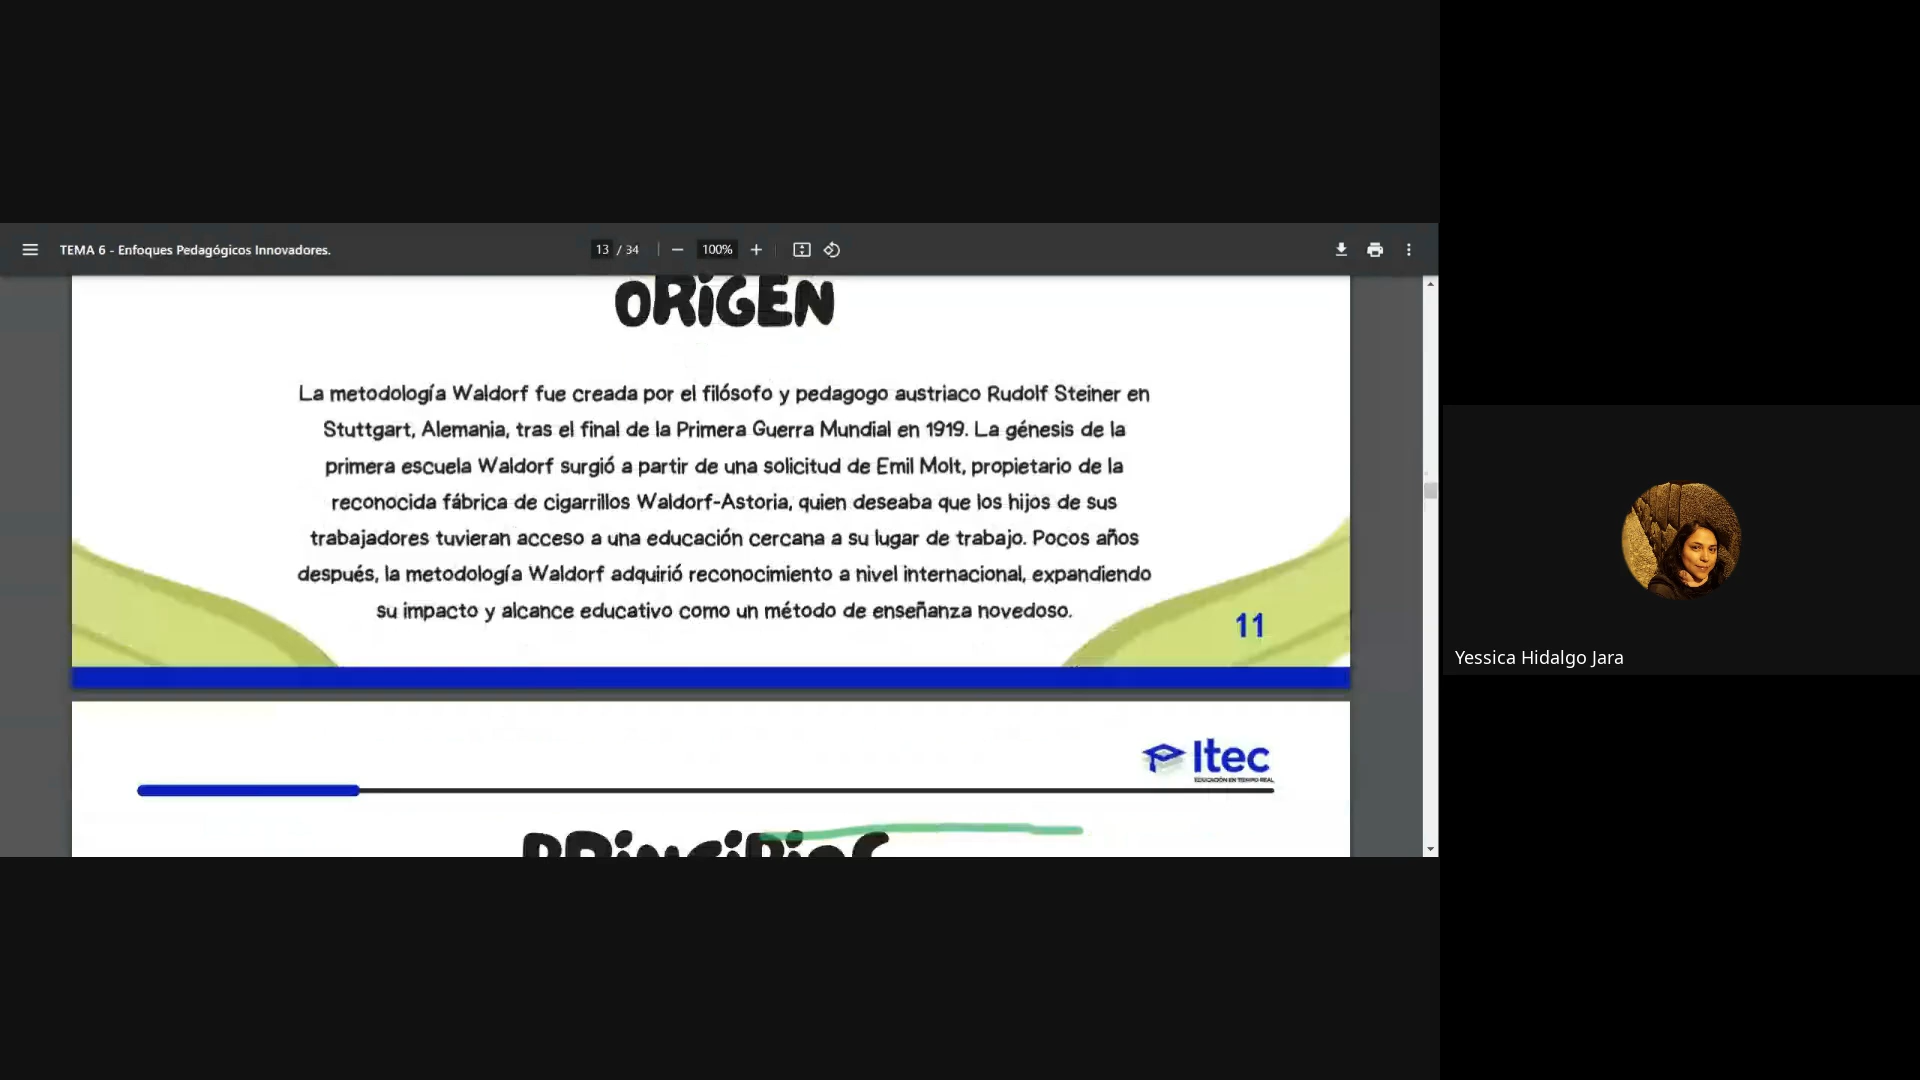 TEMA 6 - Enfoques Pedagógicos Innovadores.
13 / 34
100%
ORiGEN
La metodología Waldorf fue creada por el filósofo y pedagogo austriaco Rudolf Steiner en
Stuttgart, Alemania, tras el final de la Primera Guerra Mundial en 1919. La génesis de la
primera escuela Waldorf surgió a partir de una solicitud de Emil Molt, propietario de la
reconocida fábrica de cigarrillos Waldorf-Astoria, quien deseaba que los hijos de sus
trabajadores tuvieran acceso a una educación cercana a su lugar de trabajo. Pocos años
después, la metodología Waldorf adquirió reconocimiento a nivel internacional, expandiendo
su impacto y alcance educativo como un método de enseñanza novedoso.
11
Itec
EDUCACIÓN EN TIEMPO REAL
PRiNCiPiOS
Yessica Hidalgo Jara